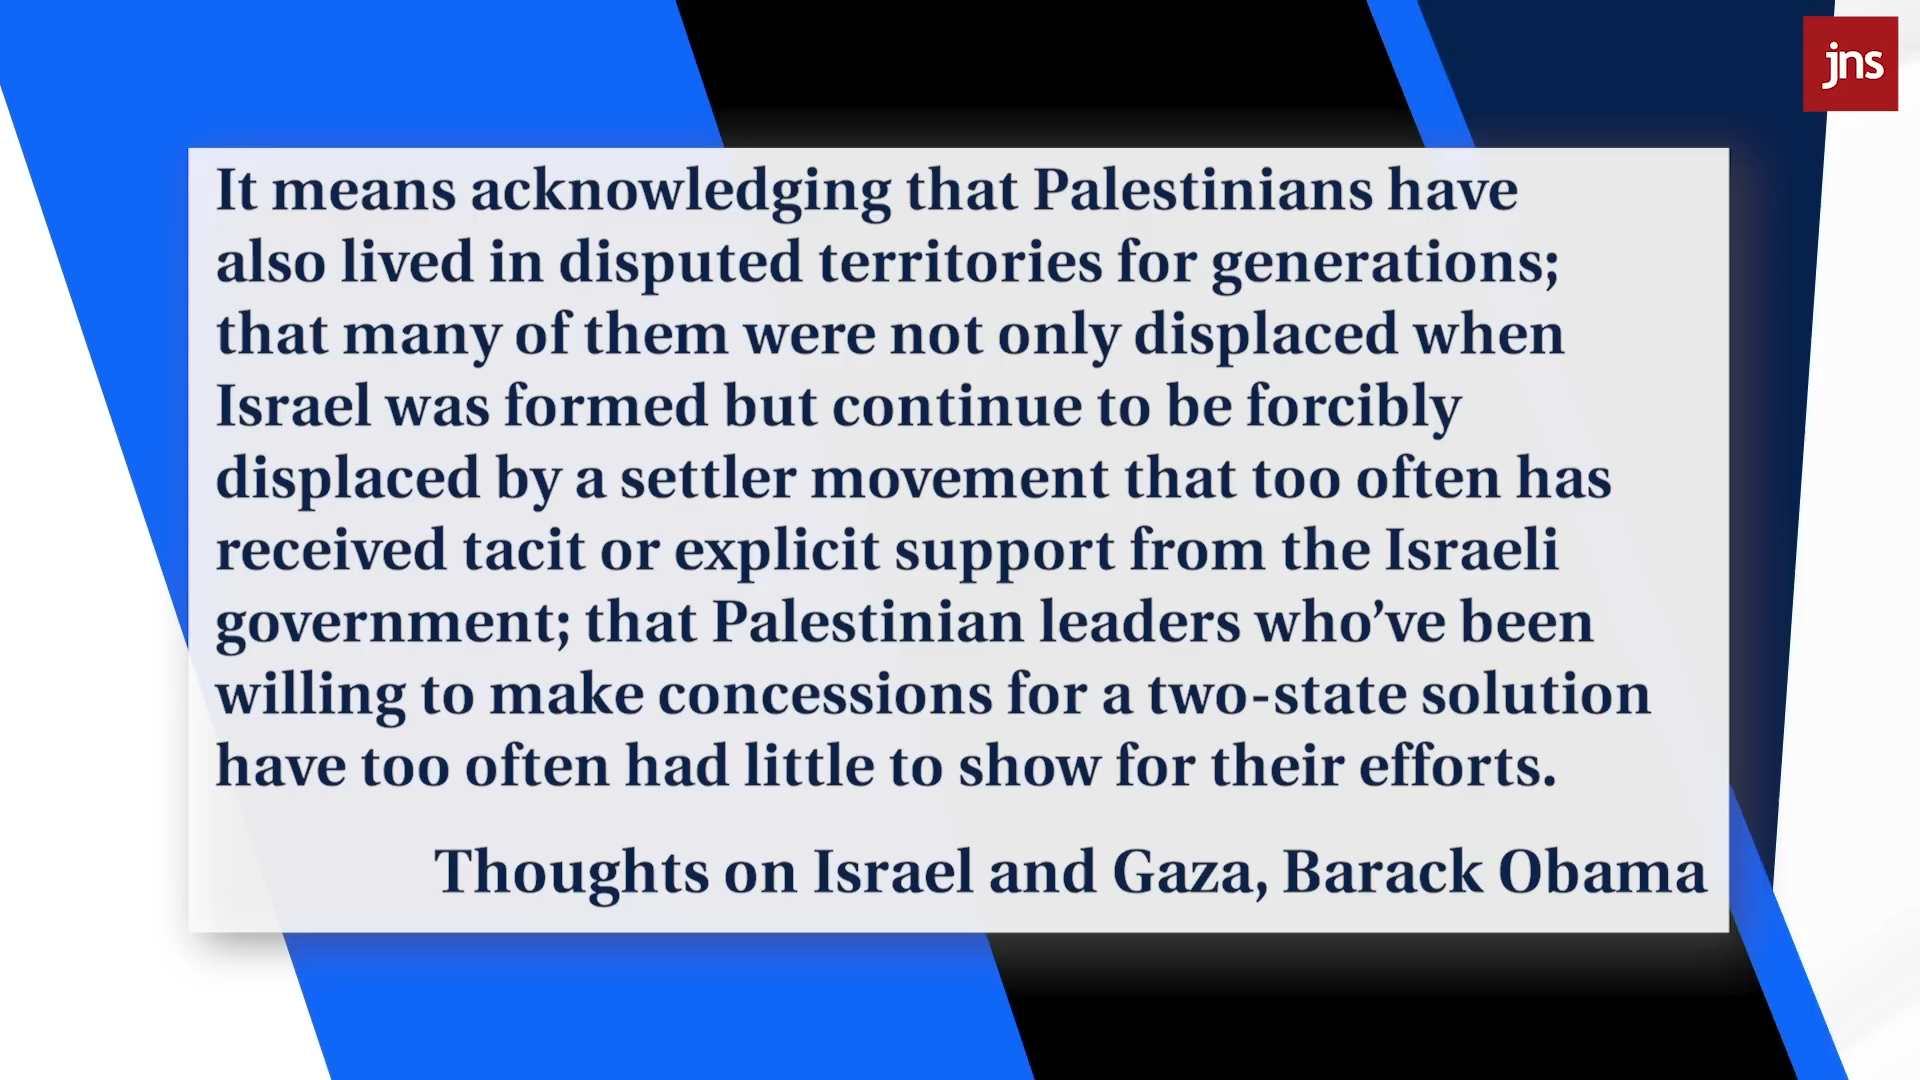 jns
It means acknowledging that Palestinians have
also lived in disputed territories for generations;
that many of them were not only displaced when
Israel was formed but continue to be forcibly
displaced by a settler movement that too often has
received tacit or explicit support from the Israeli
government; that Palestinian leaders who’ve been
willing to make concessions for a two-state solution
have too often had little to show for their efforts.
Thoughts on Israel and Gaza, Barack Obama